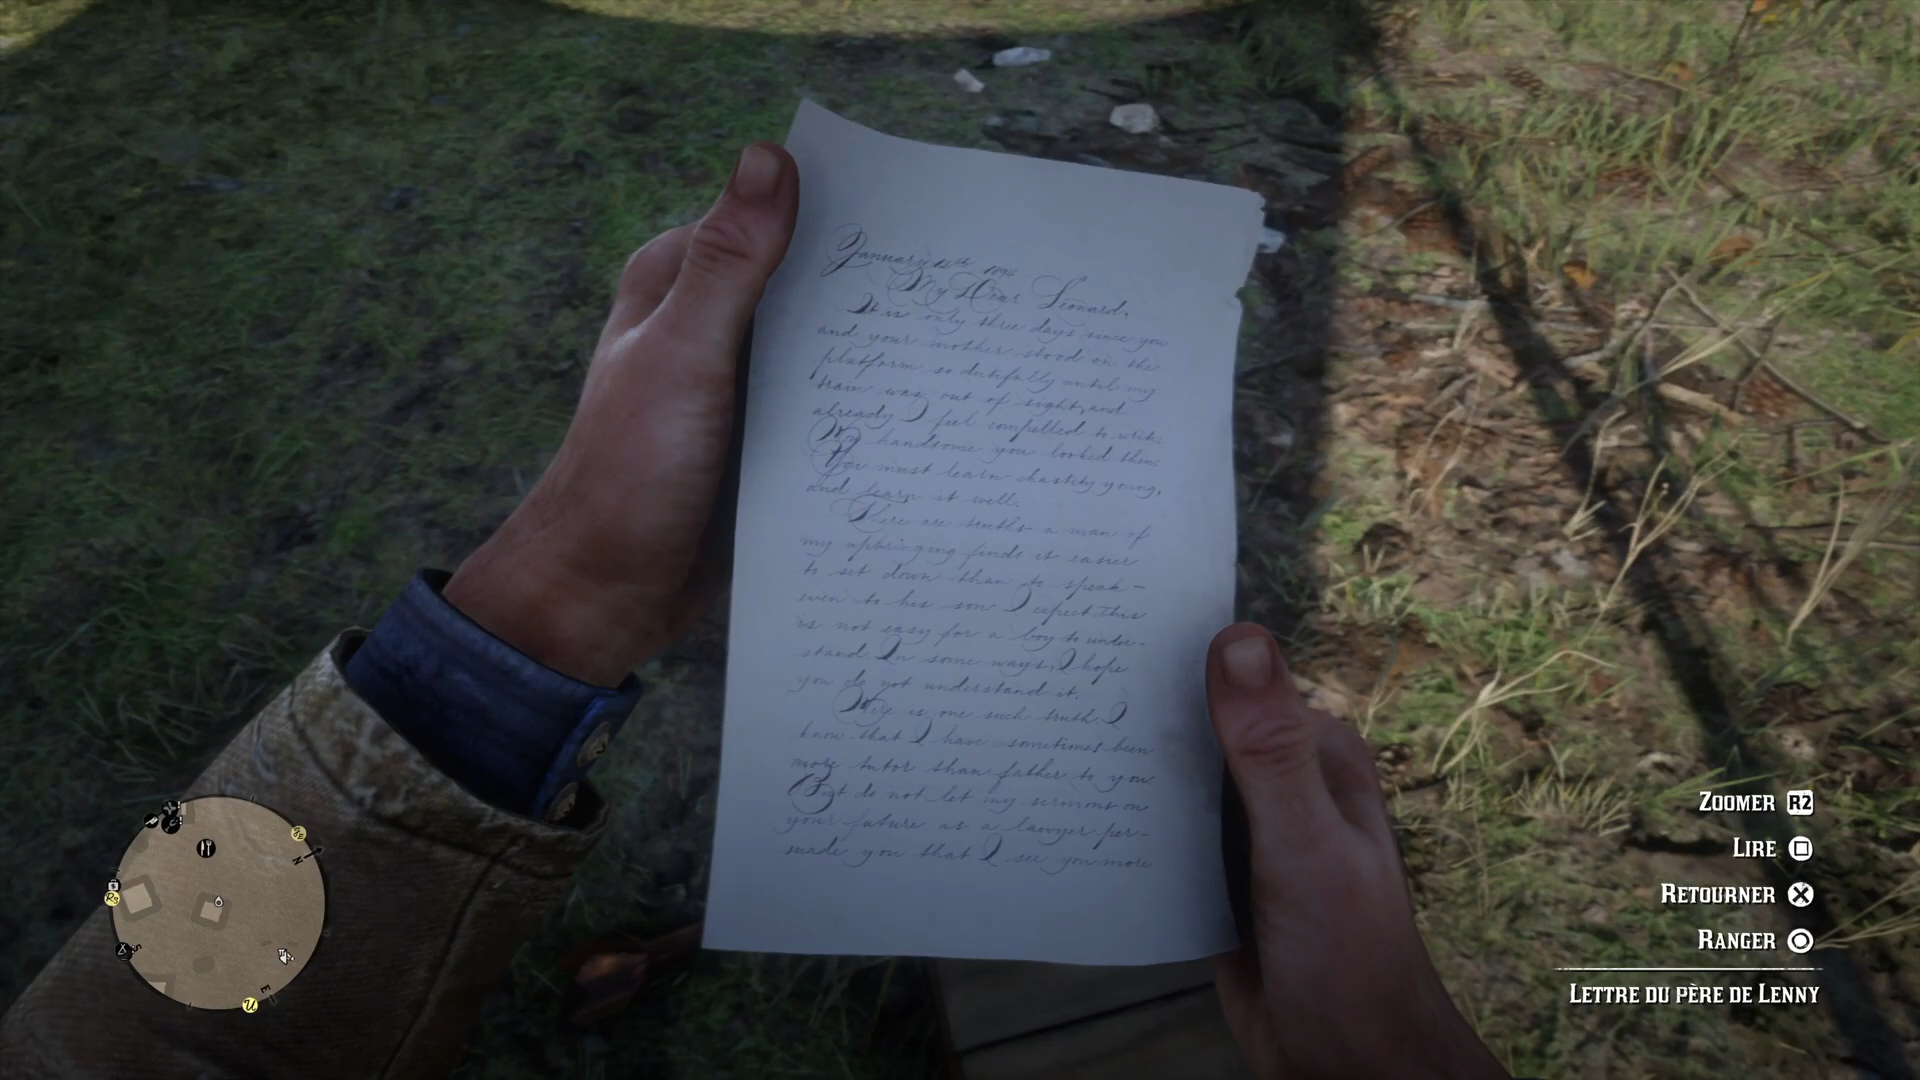 January 12th 1894
My Dear Leonard,
It is only three days since you
and your mother stood on the
platform so dutifully until my
train was out of sight, and
already I feel compelled to write.
handsome you looked then.
You must learn chastity young,
and learn it well.
There are truths a man of
my upbringing finds it easier
to set down than to speak —
even to his son I expect this
is not easy for a boy to under-
stand. In some ways, I hope
you do not understand it.
Here is one such truth. I
know that I have sometimes been
more tutor than father to you.
But do not let my sermons on
your future as a lawyer per-
suade you that I see you more
ZOOMER R2
LIRE
RETOURNER
RANGER
LETTRE DU PÈRE DE LENNY